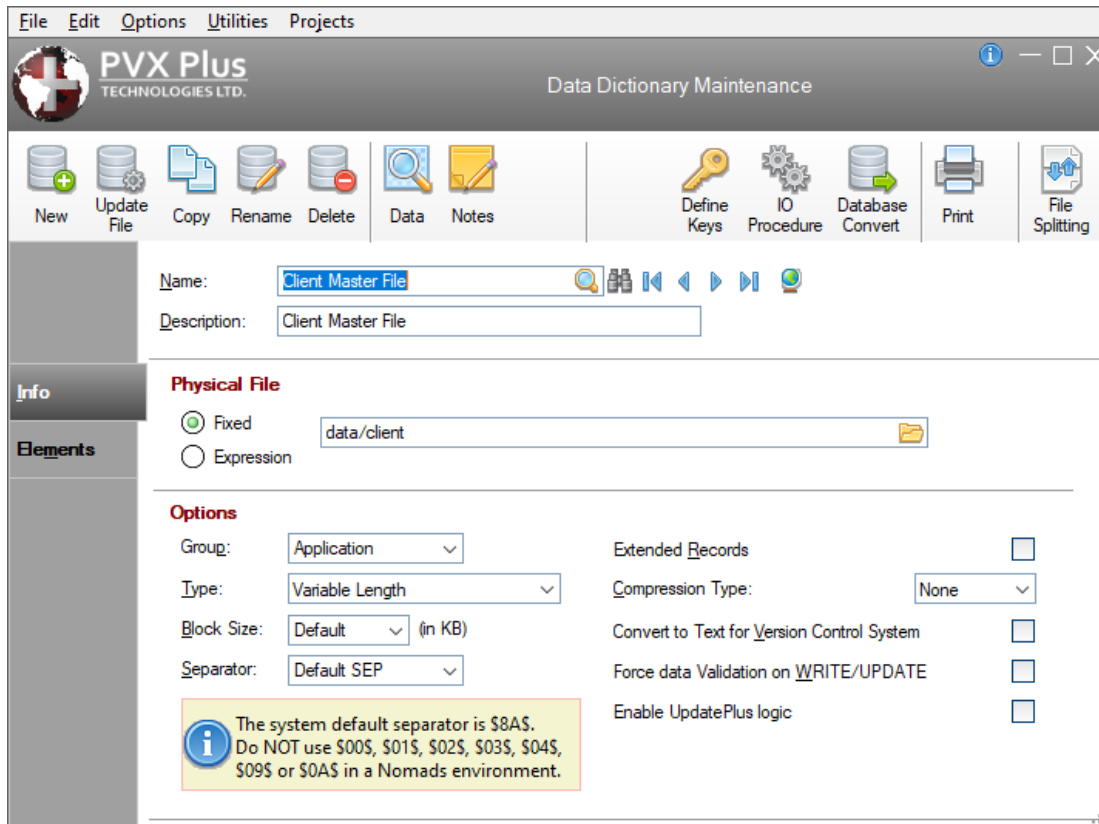 File Edit Options Utilities Projects
PVX Plus
TECHNOLOGIES LTD.
Data Dictionary Maintenance
New
Update
File
Copy
Rename
Delete
Data
Notes
Define
Keys
IO
Procedure
Database
Convert
Print
File
Splitting
Name: Client Master File
Description: Client Master File
Info
Elements
Physical File
Fixed
data/client
Expression
Options
Group: Application
Extended Records
Type: Variable Length
Compression Type: None
Block Size: Default (in KB)
Convert to Text for Version Control System
Separator: Default SEP
Force data Validation on WRITE/UPDATE
Enable UpdatePlus logic
The system default separator is $8A$.
Do NOT use $00$, $01$, $02$, $03$, $04$,
$09$ or $0A$ in a Nomads environment.